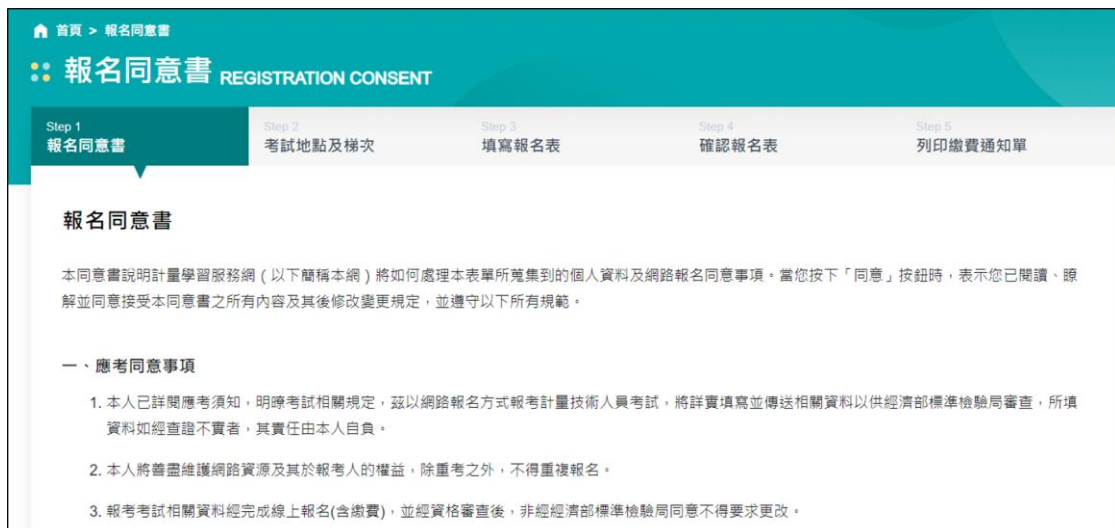 首頁 > 報名同意書
報名同意書 REGISTRATION CONSENT
Step 1
報名同意書
Step 2
考試地點及梯次
Step 3
填寫報名表
Step 4
確認報名表
Step 5
列印繳費通知單
報名同意書
本同意書說明計量學習服務網(以下簡稱本網)將如何處理本表單所蒐集到的個人資料及網路報名同意事項。當您按下「同意」按鈕時,表示您已閱讀、瞭
解並同意接受本同意書之所有內容及其後修改變更規定,並遵守以下所有規範。
一、應考同意事項
1. 本人已詳閱應考須知,明瞭考試相關規定,茲以網路報名方式報考計量技術人員考試,將詳實填寫並傳送相關資料以供經濟部標準檢驗局審查,所填
資料如經查證不實者,其責任由本人自負。
2. 本人將善盡維護網路資源及其於報考人的權益,除重考之外,不得重複報名。
3. 報考考試相關資料經完成線上報名(含繳費),並經資格審查後,非經經濟部標準檢驗局同意不得要求更改。